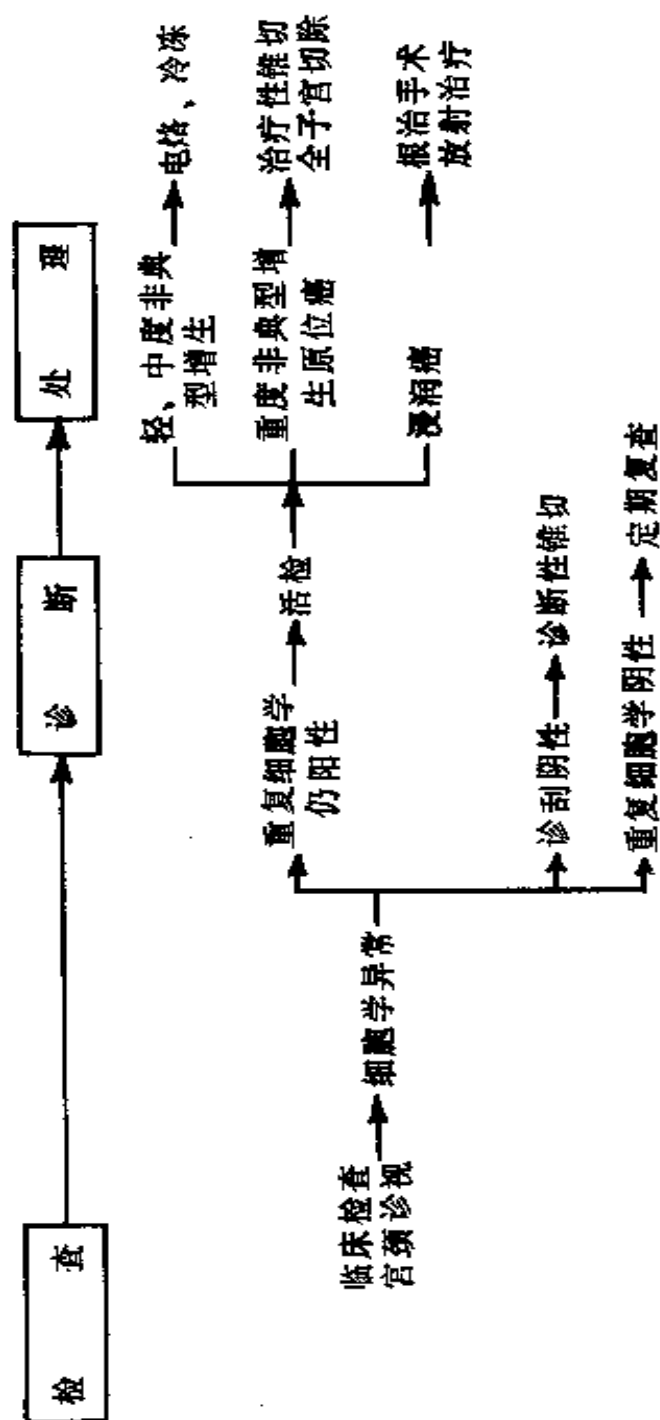 检 查
诊 断
处 理
临床检查
宫颈诊视
细胞学异常
重复细胞学
仍阳性
活检
轻、中度非典
型增生
电烙、冷冻
重度非典型增
生原位癌
治疗性锥切
全子宫切除
浸润癌
根治手术
放射治疗
诊刮阴性
诊断性锥切
重复细胞学阴性
定期复查